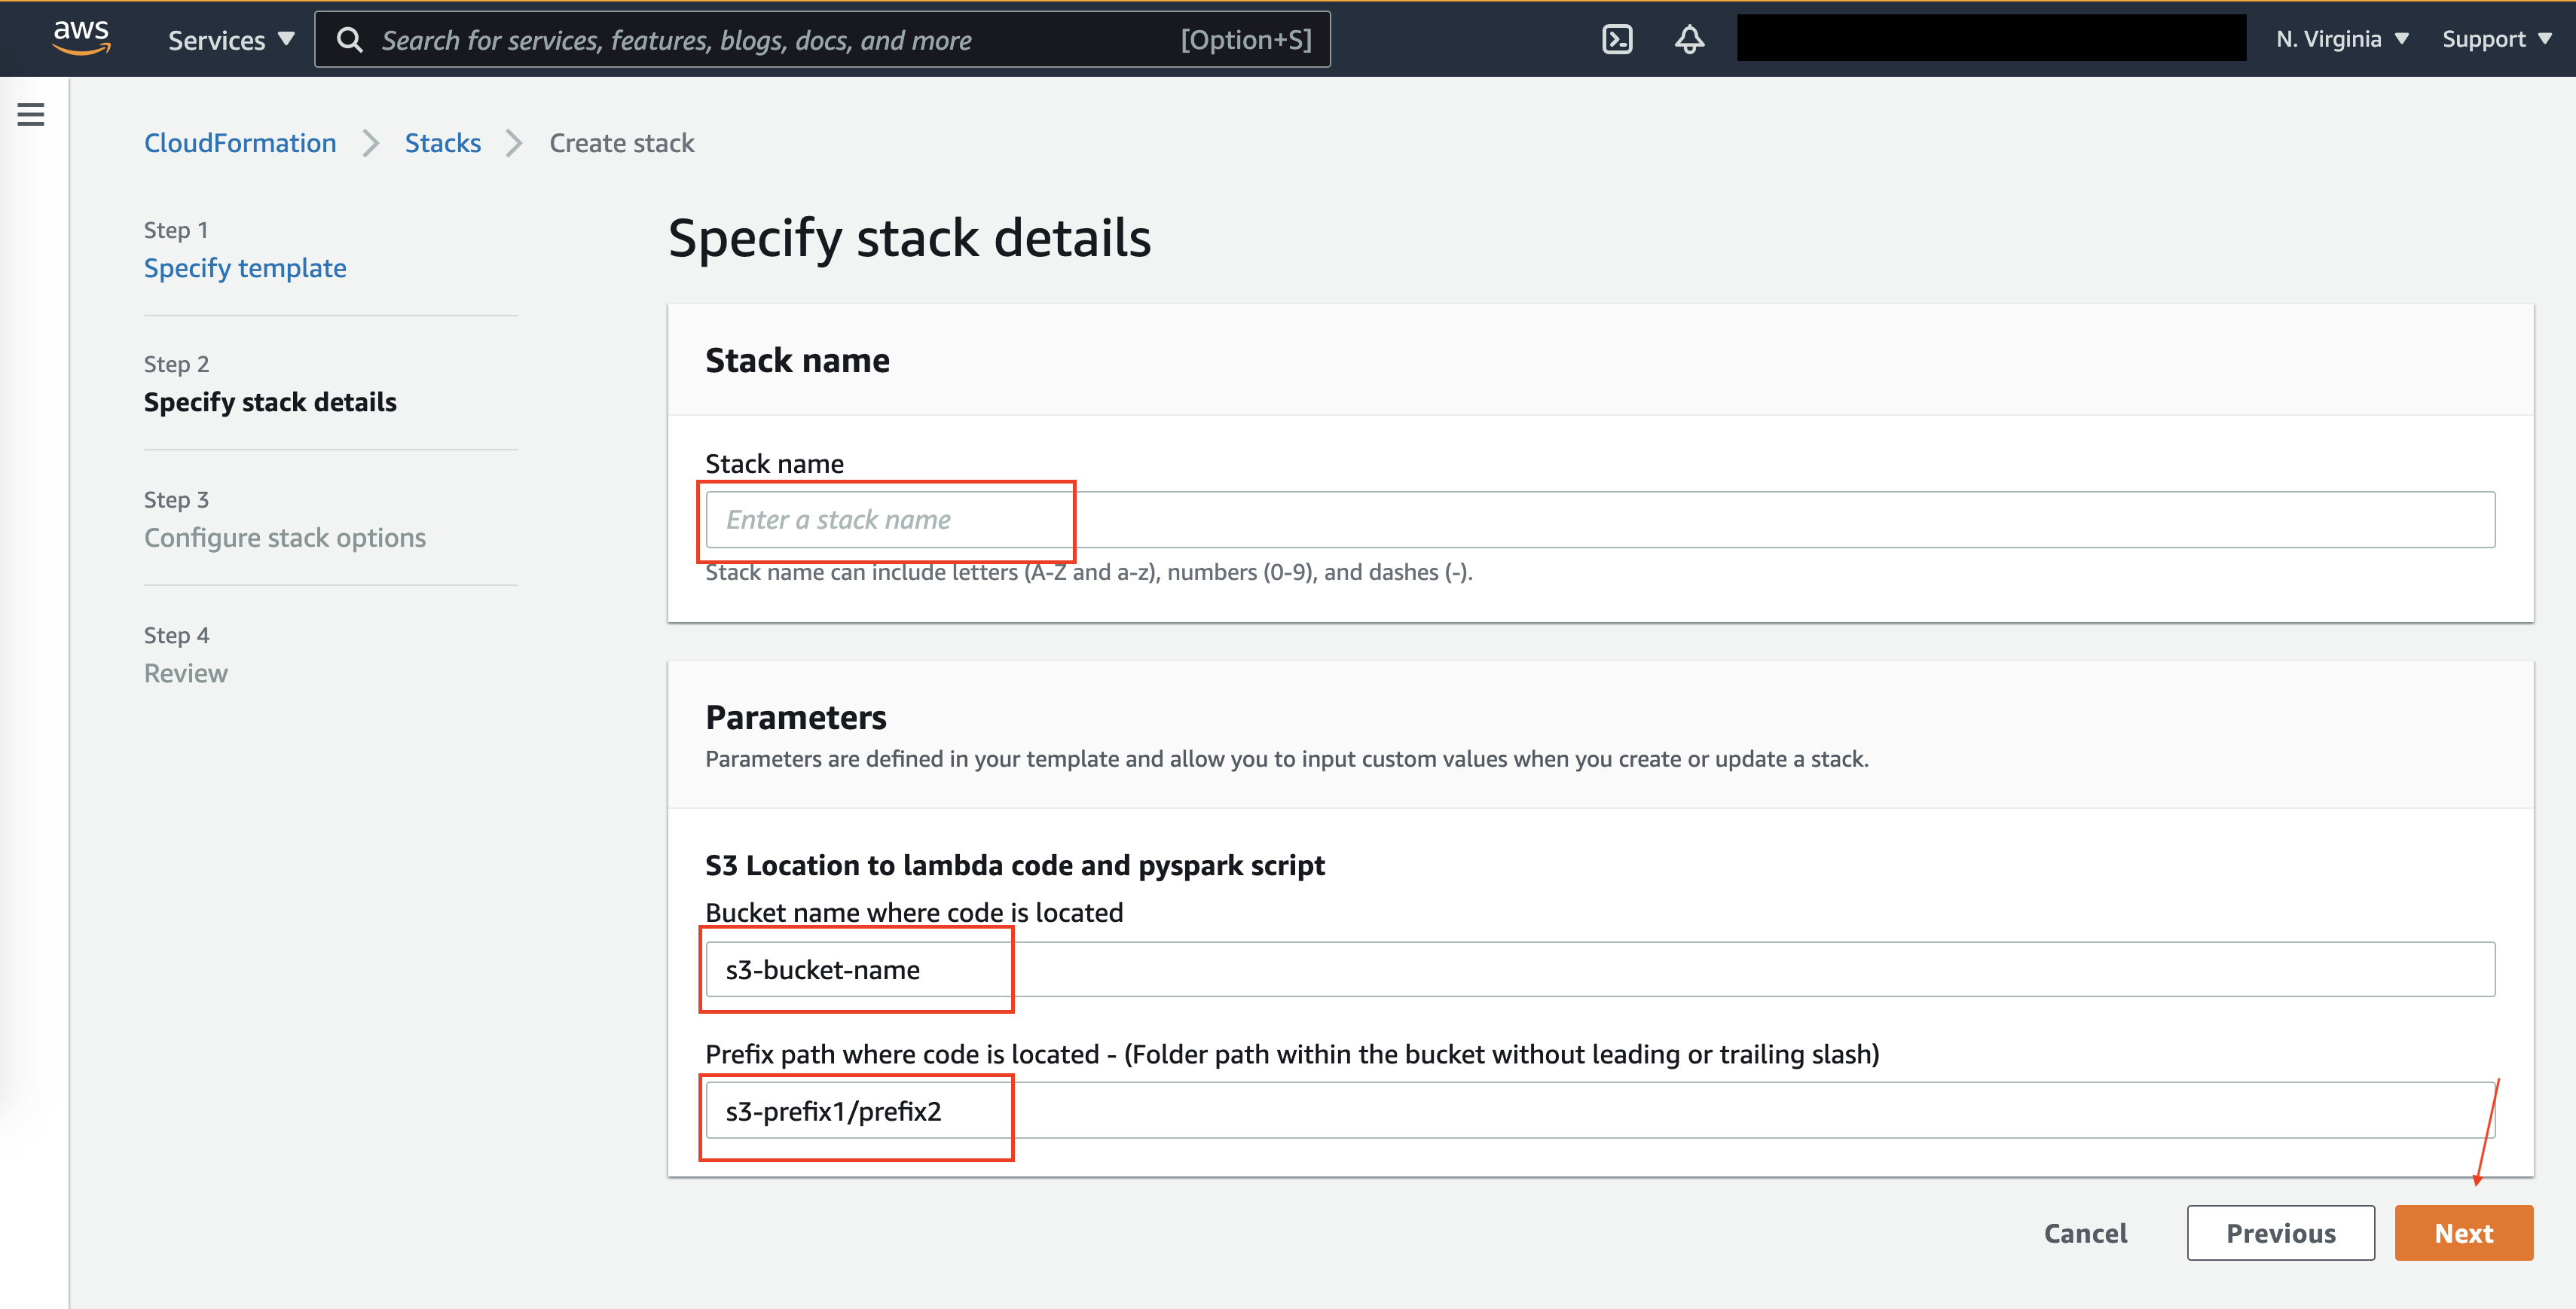 aws
Services
Search for services, features, blogs, docs, and more
[Option+S]
N. Virginia
Support
CloudFormation
Stacks
Create stack
Step 1
Specify template
Step 2
Specify stack details
Step 3
Configure stack options
Step 4
Review
Specify stack details
Stack name
Stack name
Enter a stack name
Stack name can include letters (A-Z and a-z), numbers (0-9), and dashes (-).
Parameters
Parameters are defined in your template and allow you to input custom values when you create or update a stack.
S3 Location to lambda code and pyspark script
Bucket name where code is located
s3-bucket-name
Prefix path where code is located - (Folder path within the bucket without leading or trailing slash)
s3-prefix1/prefix2
Cancel
Previous
Next